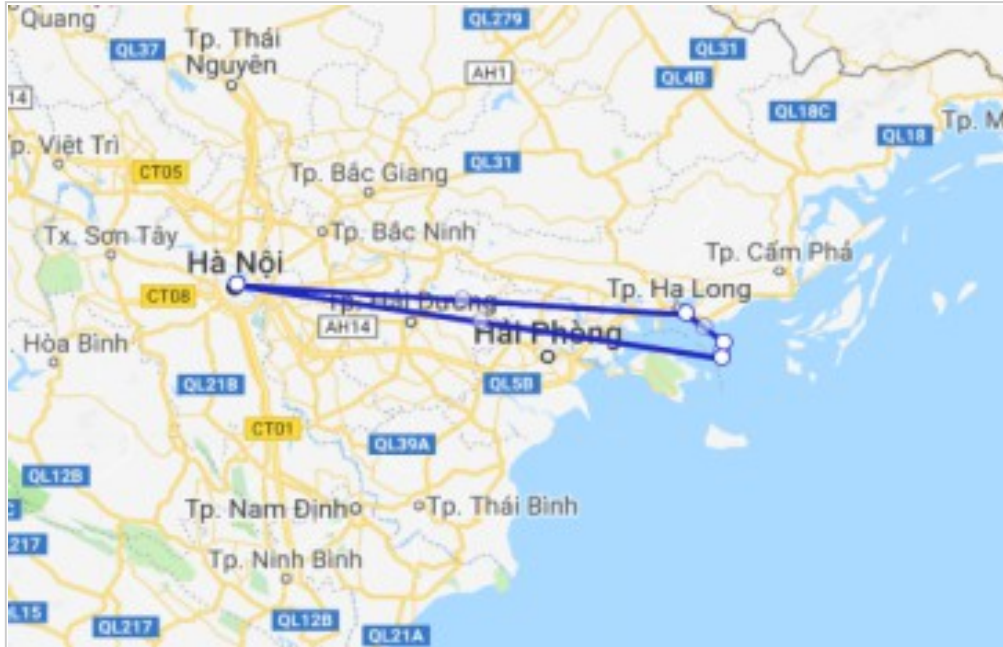 Quang
QL279
QL37
Tp. Thái
Nguyên
QL31
AH1
QL4B
14
QL18C
QL18
Tp. M
p. Việt Trì
CT05
QL31
Tp. Bắc Giang
Tx. Sơn Tây
Tp. Bắc Ninh
Tp. Cẩm Phả
Hà Nội
CT08
Tp. Hạ Long
Tp. Hải Dương
AH14
Hải Phòng
Hòa Bình
QL21B
QL5B
CT01
QL39A
QL12B
C
Tp. Nam Định
Tp. Thái Bình
217
Tp. Ninh Bình
L15
QL217
QL12B
QL21A